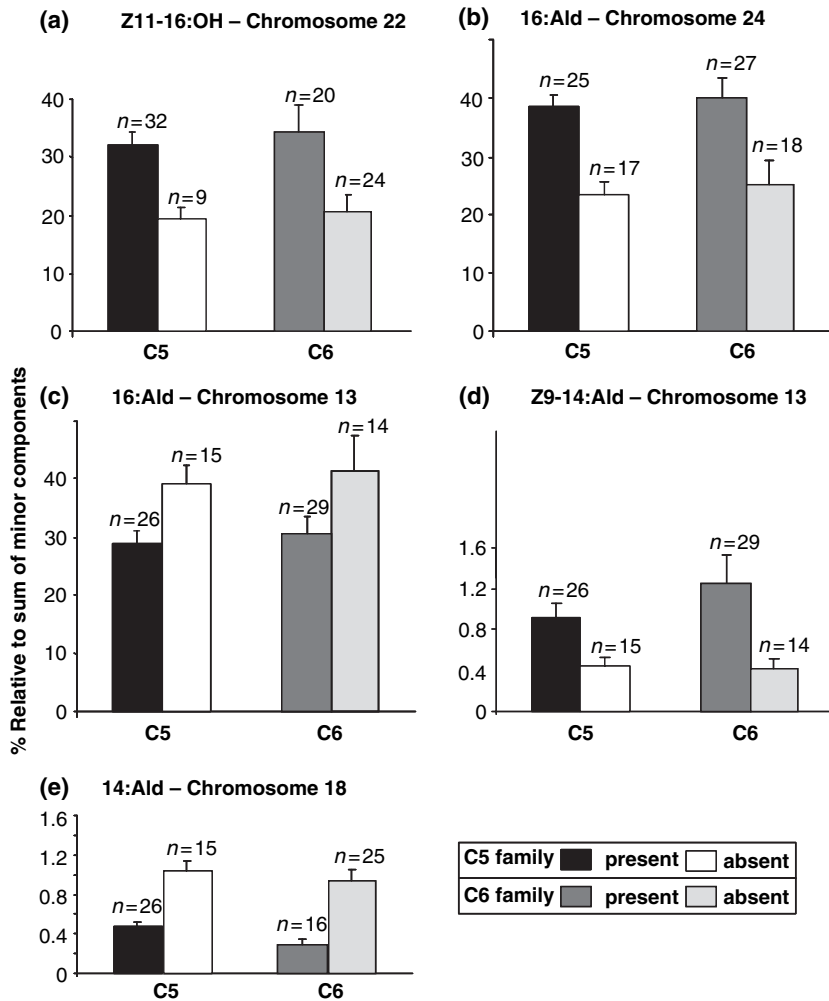 (a) Z11-16:OH – Chromosome 22
40
30
20
10
0
n=32
n=9
n=20
n=24
C5 C6
(b) 16:Ald – Chromosome 24
50
40
30
20
10
0
n=25
n=17
n=27
n=18
C5 C6
% Relative to sum of minor components
(c) 16:Ald – Chromosome 13
40
30
20
10
0
n=26
n=15
n=29
n=14
C5 C6
(d) Z9-14:Ald – Chromosome 13
1.6
1.2
0.8
0.4
0
n=26
n=15
n=29
n=14
C5 C6
(e) 14:Ald – Chromosome 18
1.6
1.2
0.8
0.4
0
n=26
n=15
n=16
n=25
C5 C6
C5 family present absent
C6 family present absent